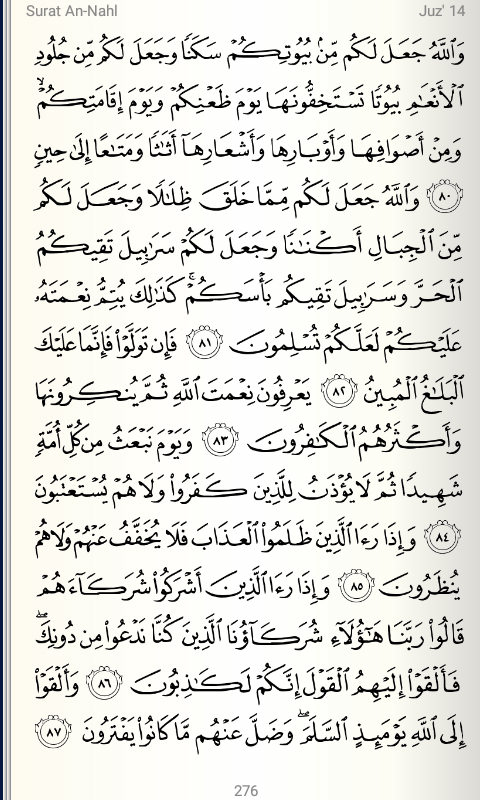 Surat An-Nahl
Juz' 14
وَٱللَّهُ جَعَلَ لَكُم مِّنۢ بُيُوتِكُمْ سَكَنًا وَجَعَلَ لَكُم مِّن جُلُودِ
ٱلْأَنْعَٰمِ بُيُوتًا تَسْتَخِفُّونَهَا يَوْمَ ظَعْنِكُمْ وَيَوْمَ إِقَامَتِكُمْ ۙ
وَمِنْ أَصْوَافِهَا وَأَوْبَارِهَا وَأَشْعَارِهَآ أَثَٰثًا وَمَتَٰعًا إِلَىٰ حِينٍ
٨٠ وَٱللَّهُ جَعَلَ لَكُم مِّمَّا خَلَقَ ظِلَٰلًا وَجَعَلَ لَكُم
مِّنَ ٱلْجِبَالِ أَكْنَٰنًا وَجَعَلَ لَكُمْ سَرَٰبِيلَ تَقِيكُمُ
ٱلْحَرَّ وَسَرَٰبِيلَ تَقِيكُم بَأْسَكُمْ ۚ كَذَٰلِكَ يُتِمُّ نِعْمَتَهُۥ
عَلَيْكُمْ لَعَلَّكُمْ تُسْلِمُونَ ٨١ فَإِن تَوَلَّوْا۟ فَإِنَّمَا عَلَيْكَ
ٱلْبَلَٰغُ ٱلْمُبِينُ ٨٢ يَعْرِفُونَ نِعْمَتَ ٱللَّهِ ثُمَّ يُنكِرُونَهَا
وَأَكْثَرُهُمُ ٱلْكَٰفِرُونَ ٨٣ وَيَوْمَ نَبْعَثُ مِن كُلِّ أُمَّةٍ
شَهِيدًا ثُمَّ لَا يُؤْذَنُ لِلَّذِينَ كَفَرُوا۟ وَلَا هُمْ يُسْتَعْتَبُونَ
٨٤ وَإِذَا رَءَا ٱلَّذِينَ ظَلَمُوا۟ ٱلْعَذَابَ فَلَا يُخَفَّفُ عَنْهُمْ وَلَا هُمْ
يُنظَرُونَ ٨٥ وَإِذَا رَءَا ٱلَّذِينَ أَشْرَكُوا۟ شُرَكَآءَهُمْ
قَالُوا۟ رَبَّنَا هَٰٓؤُلَآءِ شُرَكَآؤُنَا ٱلَّذِينَ كُنَّا نَدْعُوا۟ مِن دُونِكَ ۖ
فَأَلْقَوْا۟ إِلَيْهِمُ ٱلْقَوْلَ إِنَّكُمْ لَكَٰذِبُونَ ٨٦ وَأَلْقَوْا۟
إِلَى ٱللَّهِ يَوْمَئِذٍ ٱلسَّلَمَ ۖ وَضَلَّ عَنْهُم مَّا كَانُوا۟ يَفْتَرُونَ ٨٧
276